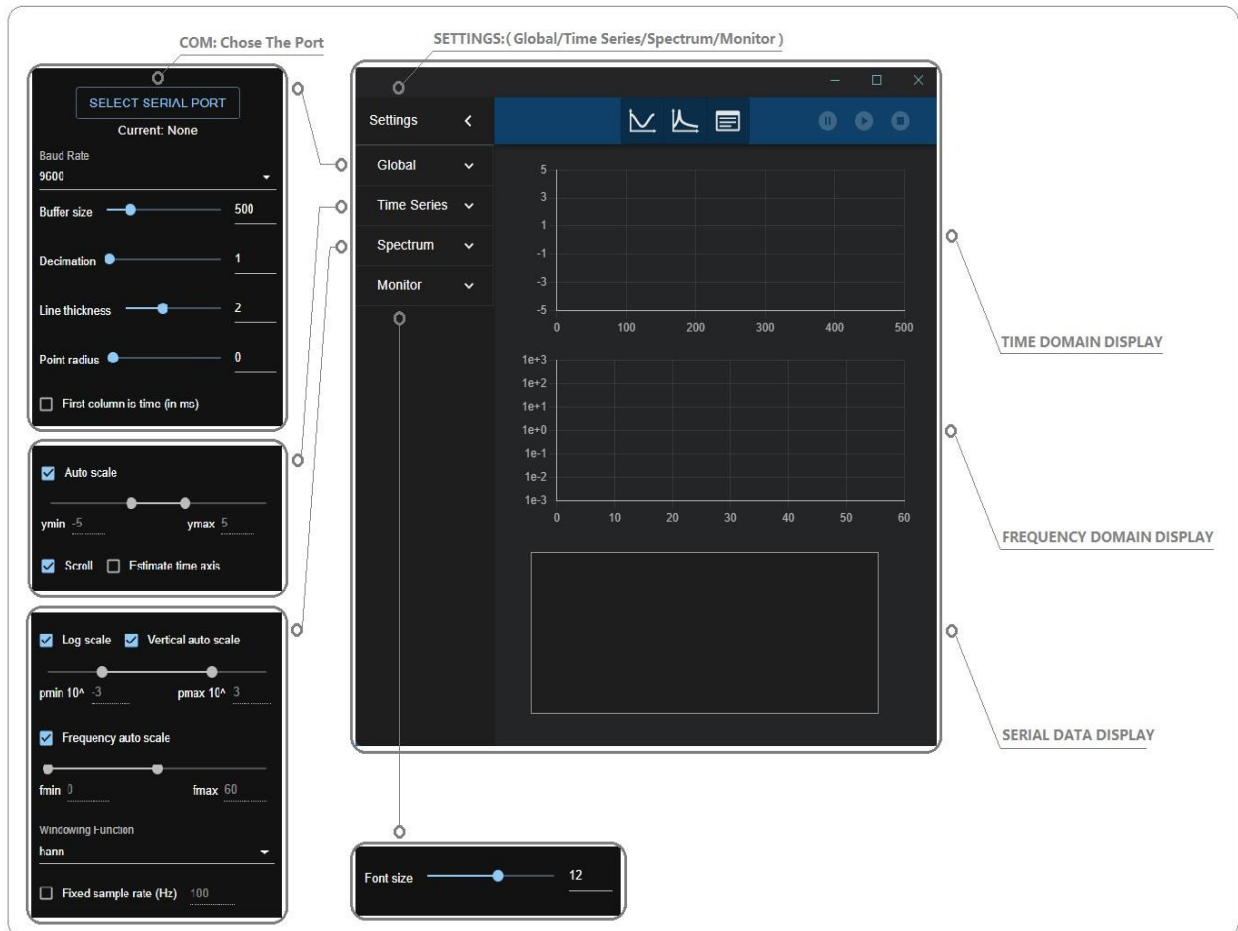 COM: Chose The Port
SETTINGS:( Global/Time Series/Spectrum/Monitor )
SELECT SERIAL PORT
Current: None
Baud Rate
9600
Buffer size 500
Decimation 1
Line thickness 2
Point radius 0
First column is time (in ms)
Auto scale
ymin -5 ymax 5
Scroll Estimate time axis
Log scale Vertical auto scale
pmin 10^ -3 pmax 10^ 3
Frequency auto scale
fmin 0 fmax 60
Windowing Function
hann
Fixed sample rate (Hz) 100
Settings
Global
Time Series
Spectrum
Monitor
5
3
1
-1
-3
-5
0 100 200 300 400 500
1e+3
1e+2
1e+1
1e+0
1e-1
1e-2
1e-3
0 10 20 30 40 50 60
TIME DOMAIN DISPLAY
FREQUENCY DOMAIN DISPLAY
SERIAL DATA DISPLAY
Font size 12